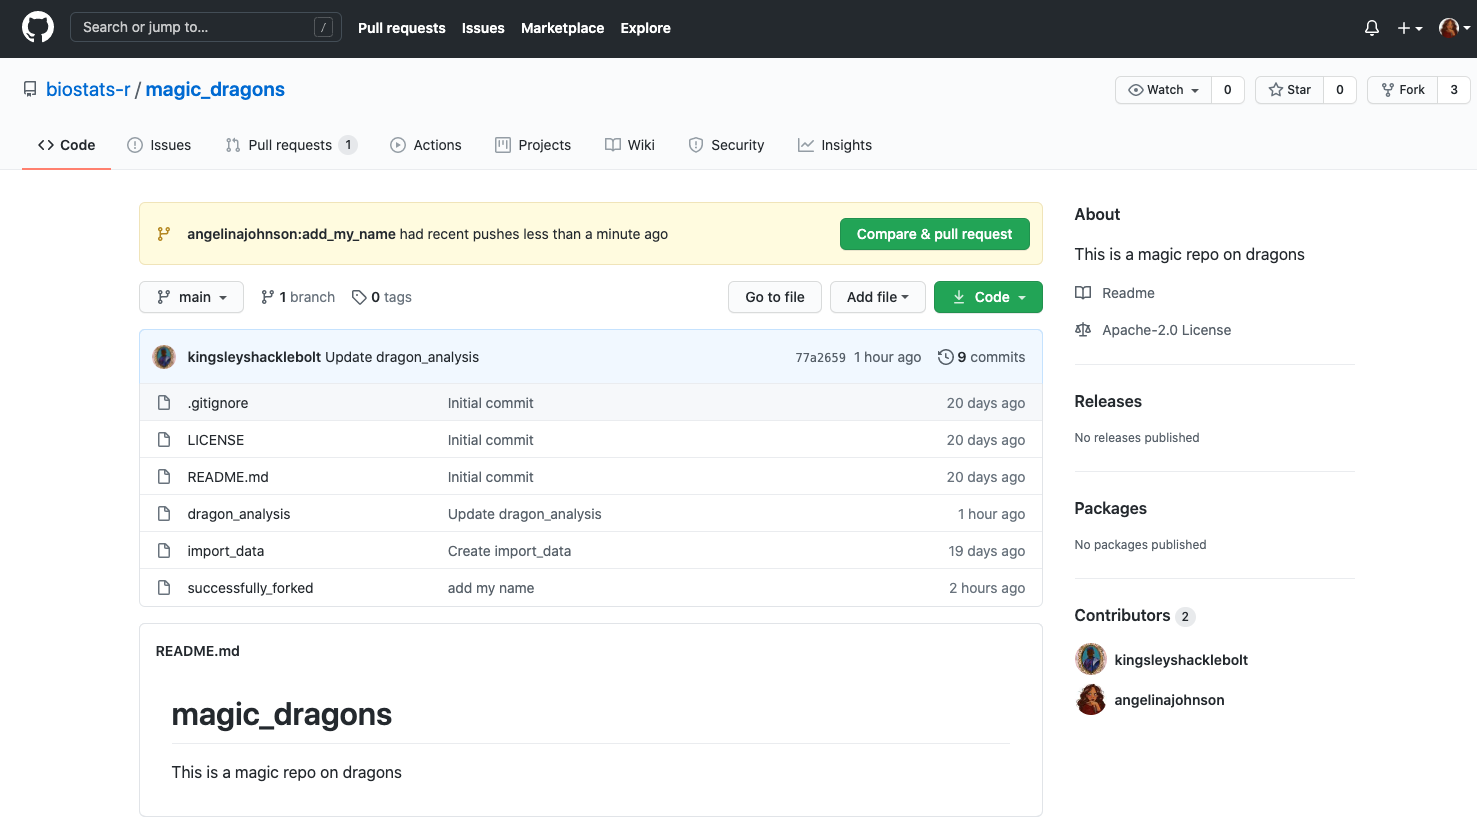 Search or jump to... /
Pull requests Issues Marketplace Explore
biostats-r / magic_dragons
Watch 0 Star 0 Fork 3
Code Issues Pull requests 1 Actions Projects Wiki Security Insights
angelinajohnson:add_my_name had recent pushes less than a minute ago
Compare & pull request
main 1 branch 0 tags
Go to file Add file Code
kingsleyshacklebolt Update dragon_analysis 77a2659 1 hour ago 9 commits
.gitignore Initial commit 20 days ago
LICENSE Initial commit 20 days ago
README.md Initial commit 20 days ago
dragon_analysis Update dragon_analysis 1 hour ago
import_data Create import_data 19 days ago
successfully_forked add my name 2 hours ago
README.md
magic_dragons
This is a magic repo on dragons
About
This is a magic repo on dragons
Readme
Apache-2.0 License
Releases
No releases published
Packages
No packages published
Contributors 2
kingsleyshacklebolt
angelinajohnson